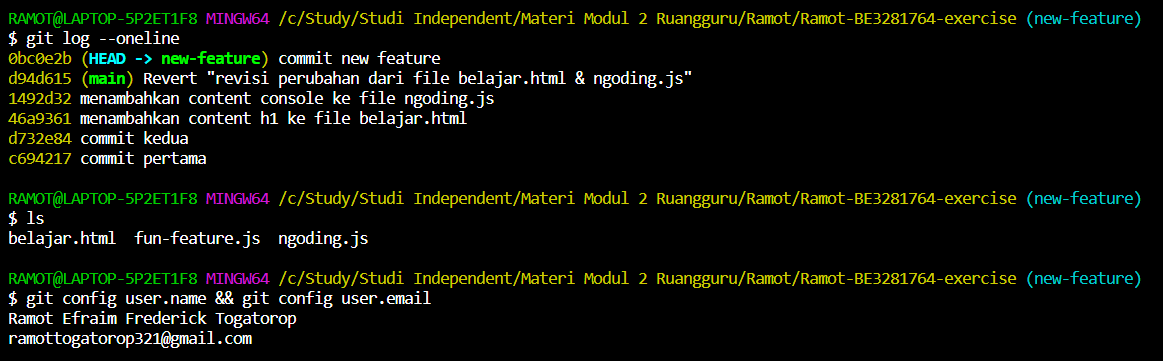 RAMOT@LAPTOP-5P2ET1F8 MINGW64 /c/Study/Studi Independent/Materi Modul 2 Ruangguru/Ramot/Ramot-BE3281764-exercise (new-feature)
$ git log --oneline
0bc0e2b (HEAD -> new-feature) commit new feature
d94d615 (main) Revert "revisi perubahan dari file belajar.html & ngoding.js"
1492d32 menambahkan content console ke file ngoding.js
46a9361 menambahkan content h1 ke file belajar.html
d732e84 commit kedua
c694217 commit pertama
RAMOT@LAPTOP-5P2ET1F8 MINGW64 /c/Study/Studi Independent/Materi Modul 2 Ruangguru/Ramot/Ramot-BE3281764-exercise (new-feature)
$ ls
belajar.html  fun-feature.js  ngoding.js
RAMOT@LAPTOP-5P2ET1F8 MINGW64 /c/Study/Studi Independent/Materi Modul 2 Ruangguru/Ramot/Ramot-BE3281764-exercise (new-feature)
$ git config user.name && git config user.email
Ramot Efraim Frederick Togatorop
ramottogatorop321@gmail.com